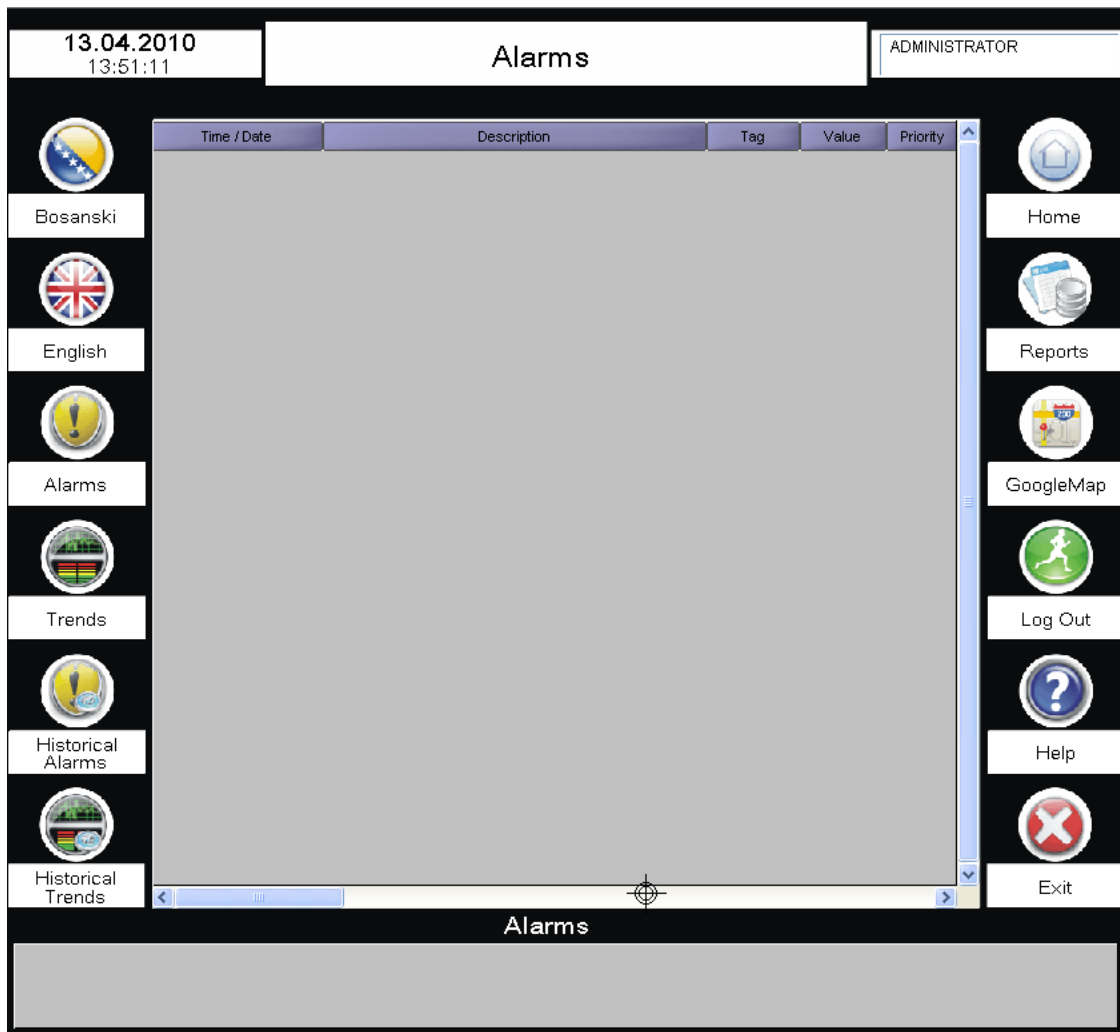 13.04.2010
13:51:11
Alarms
ADMINISTRATOR
Time / Date Description Tag Value Priority
Bosanski
English
Alarms
Trends
Historical
Alarms
Historical
Trends
Home
Reports
200
GoogleMap
Log Out
Help
Exit
Alarms